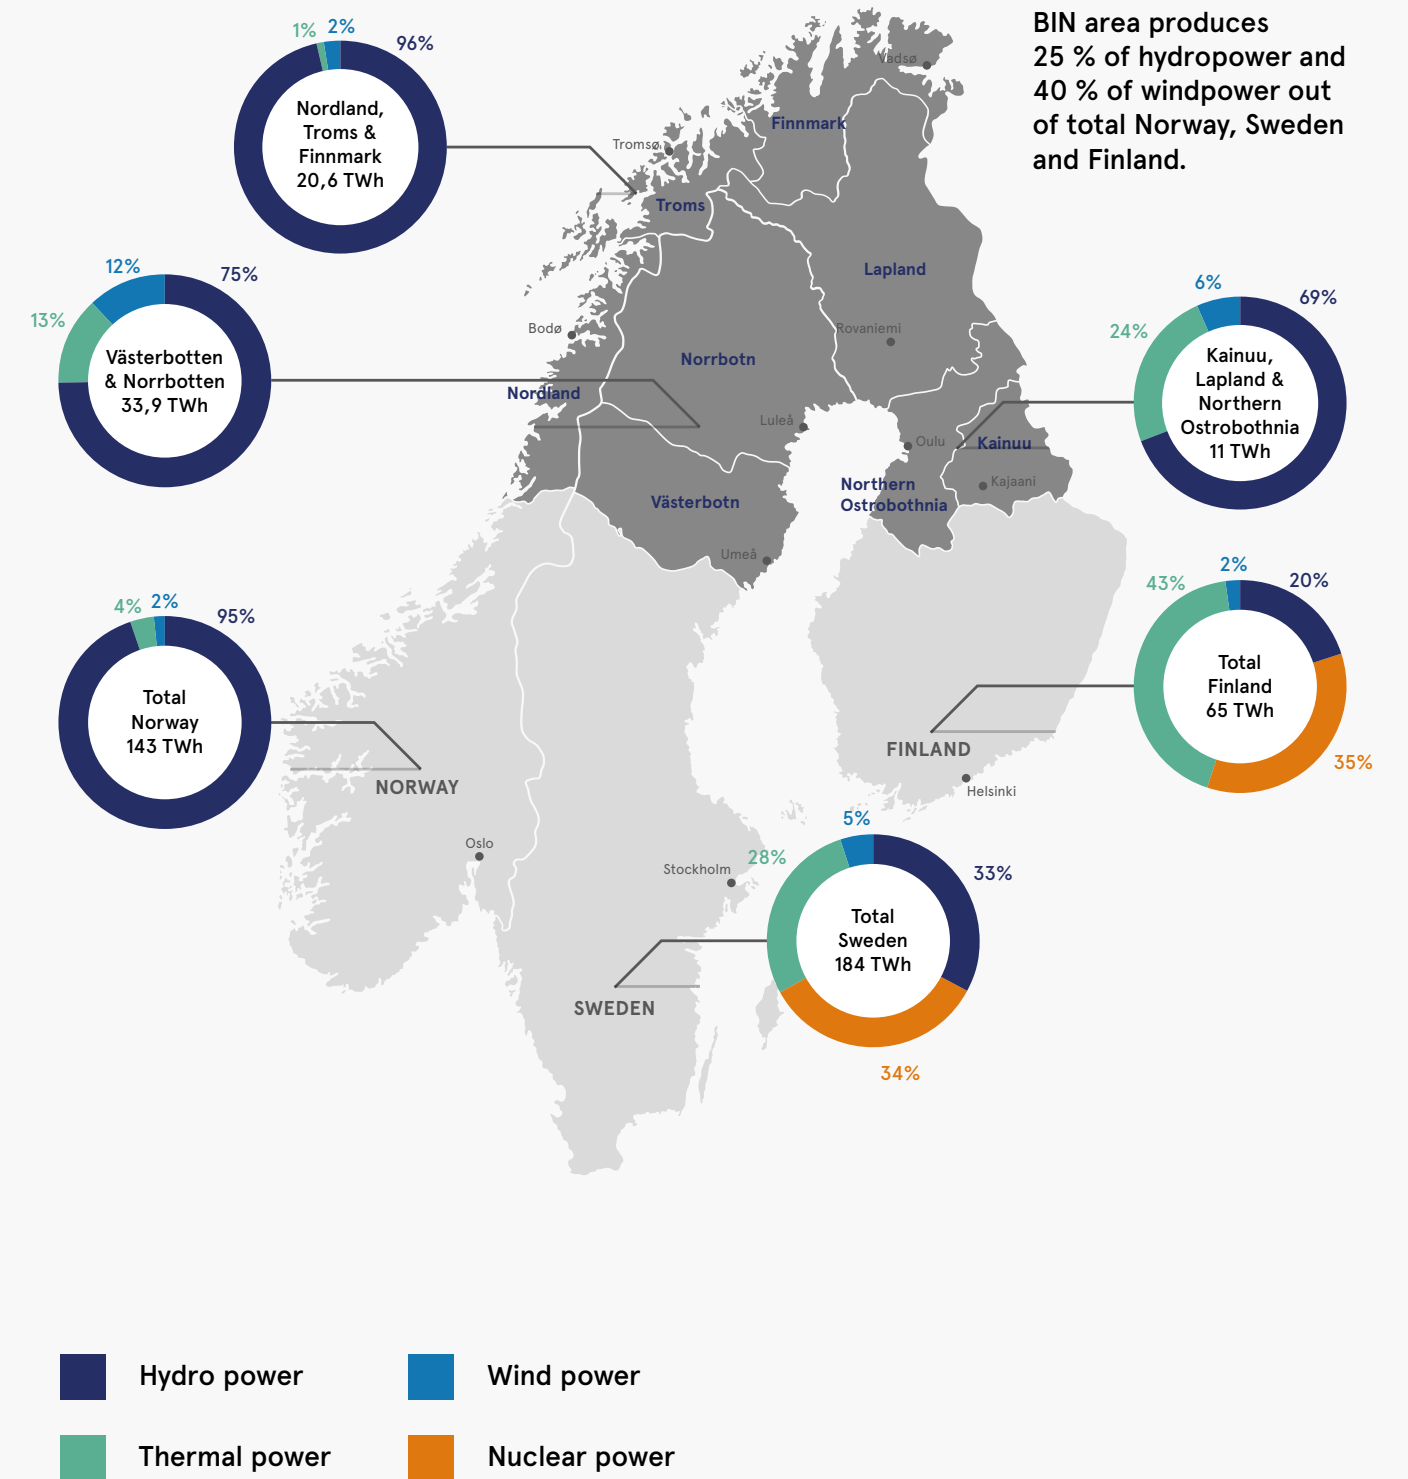 BIN area produces
25 % of hydropower and
40 % of windpower out
of total Norway, Sweden
and Finland.
1%
2%
96%
Nordland,
Troms &
Finnmark
20,6 TWh
12%
75%
13%
Västerbotten
& Norrbotten
33,9 TWh
6%
69%
24%
Kainuu,
Lapland &
Northern
Ostrobothnia
11 TWh
4%
2%
95%
Total
Norway
143 TWh
43%
2%
20%
35%
Total
Finland
65 TWh
5%
28%
33%
34%
Total
Sweden
184 TWh
Vadsø
Finnmark
Tromsø
Troms
Lapland
Bodø
Rovaniemi
Norrbotn
Nordland
Luleå
Oulu
Kainuu
Kajaani
Northern
Ostrobothnia
Västerbotn
Umeå
FINLAND
NORWAY
Helsinki
Oslo
Stockholm
SWEDEN
Hydro power
Wind power
Thermal power
Nuclear power